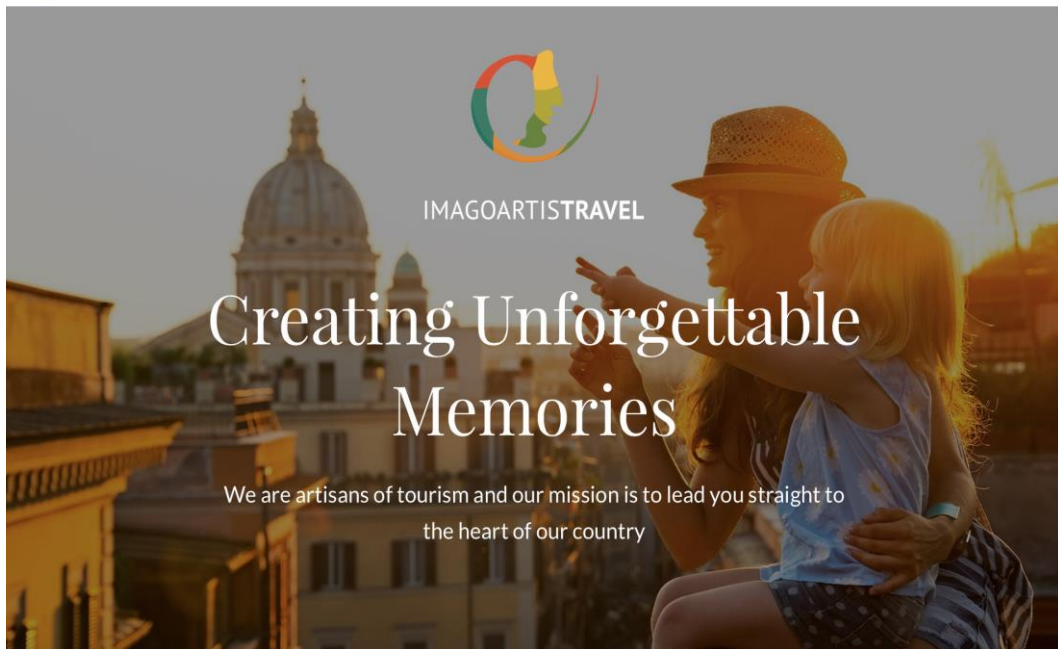 IMAGOARTISTRAVEL
Creating Unforgettable
Memories
We are artisans of tourism and our mission is to lead you straight to
the heart of our country